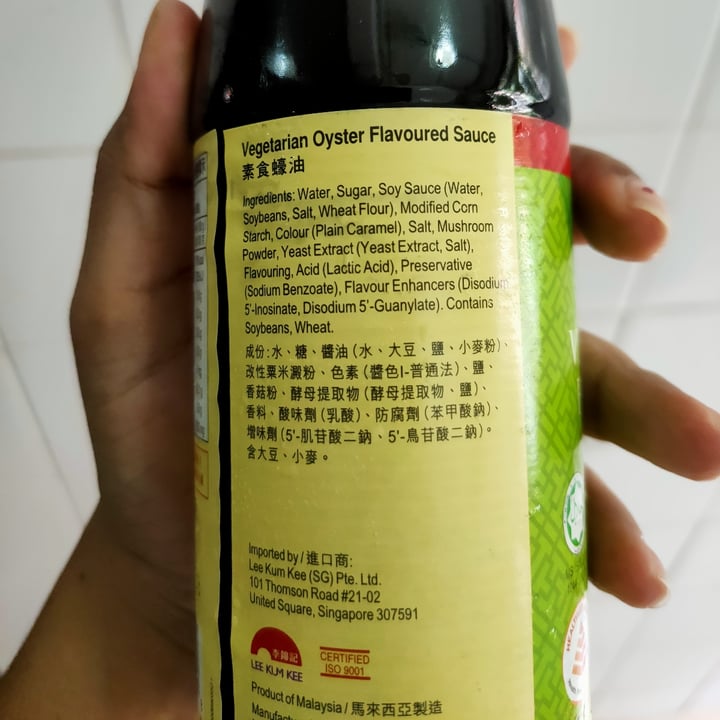 Vegetarian Oyster Flavoured Sauce
素食蠔油
Ingredients: Water, Sugar, Soy Sauce (Water,
Soybeans, Salt, Wheat Flour), Modified Corn
Starch, Colour (Plain Caramel), Salt, Mushroom
Powder, Yeast Extract (Yeast Extract, Salt),
Flavouring, Acid (Lactic Acid), Preservative
(Sodium Benzoate), Flavour Enhancers (Disodium
5'-Inosinate, Disodium 5'-Guanylate). Contains
Soybeans, Wheat.
成份:水、糖、醬油(水、大豆、鹽、小麥粉)、
改性粟米澱粉、色素(醬色I-普通法)、鹽、
香菇粉、酵母提取物(酵母提取物、鹽)、
香料、酸味劑(乳酸)、防腐劑(苯甲酸鈉)、
增味劑(5'-肌苷酸二鈉、5'-鳥苷酸二鈉)。
含大豆、小麥。
Imported by / 進口商:
Lee Kum Kee (SG) Pte. Ltd.
101 Thomson Road #21-02
United Square, Singapore 307591
李錦記
LEE KUM KEE
CERTIFIED
ISO 9001
Product of Malaysia / 馬來西亞製造